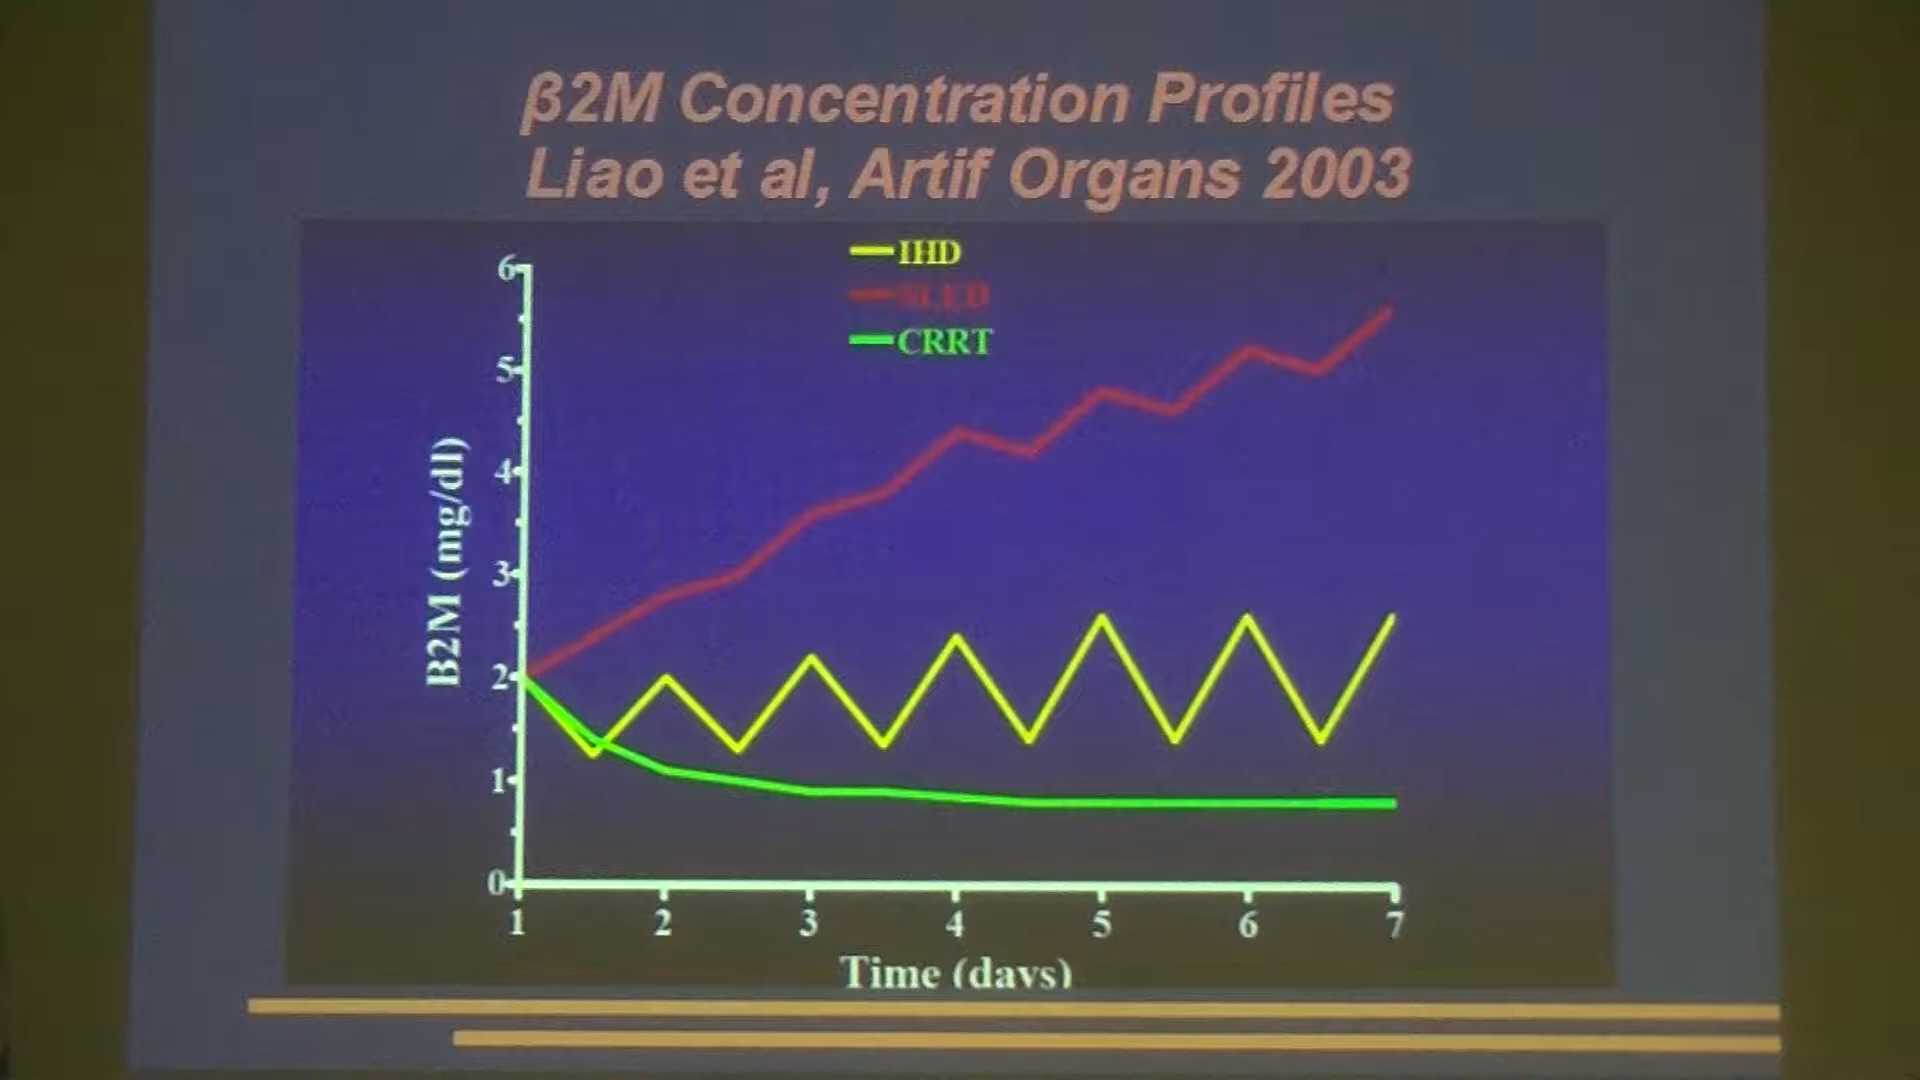 β2M Concentration Profiles
Liao et al, Artif Organs 2003
IHD
SLED
CRRT
6
5
4
3
2
1
0
B2M (mg/dl)
1 2 3 4 5 6 7
Time (days)